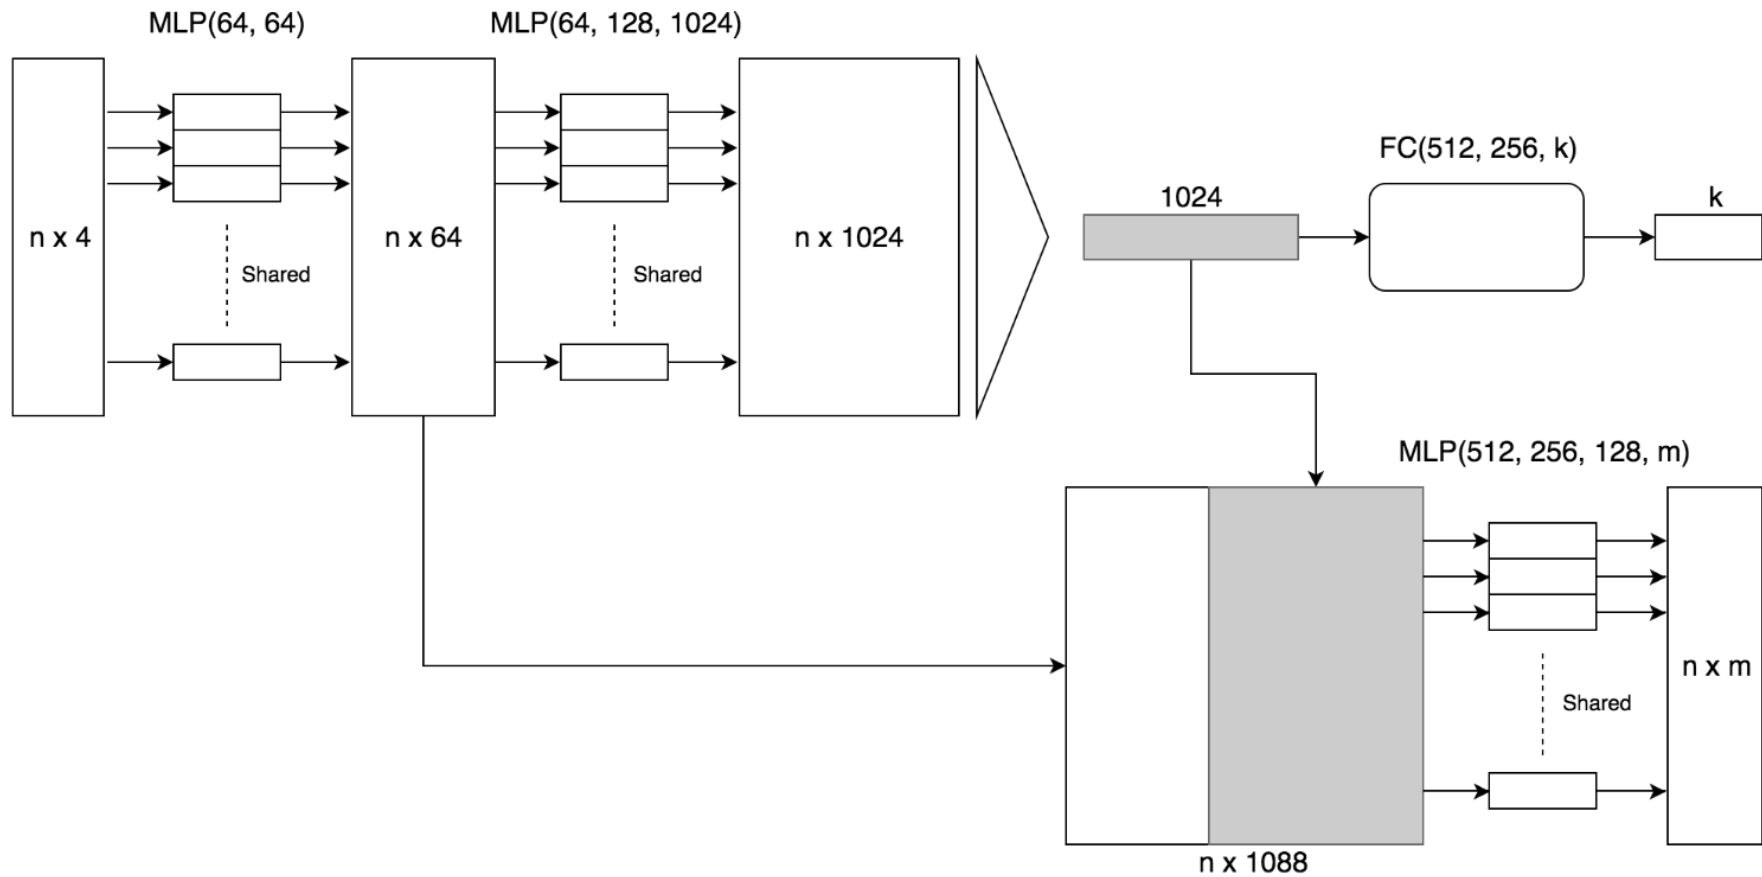 MLP(64, 64)
MLP(64, 128, 1024)
n x 4
Shared
n x 64
Shared
n x 1024
1024
FC(512, 256, k)
k
MLP(512, 256, 128, m)
Shared
n x m
n x 1088